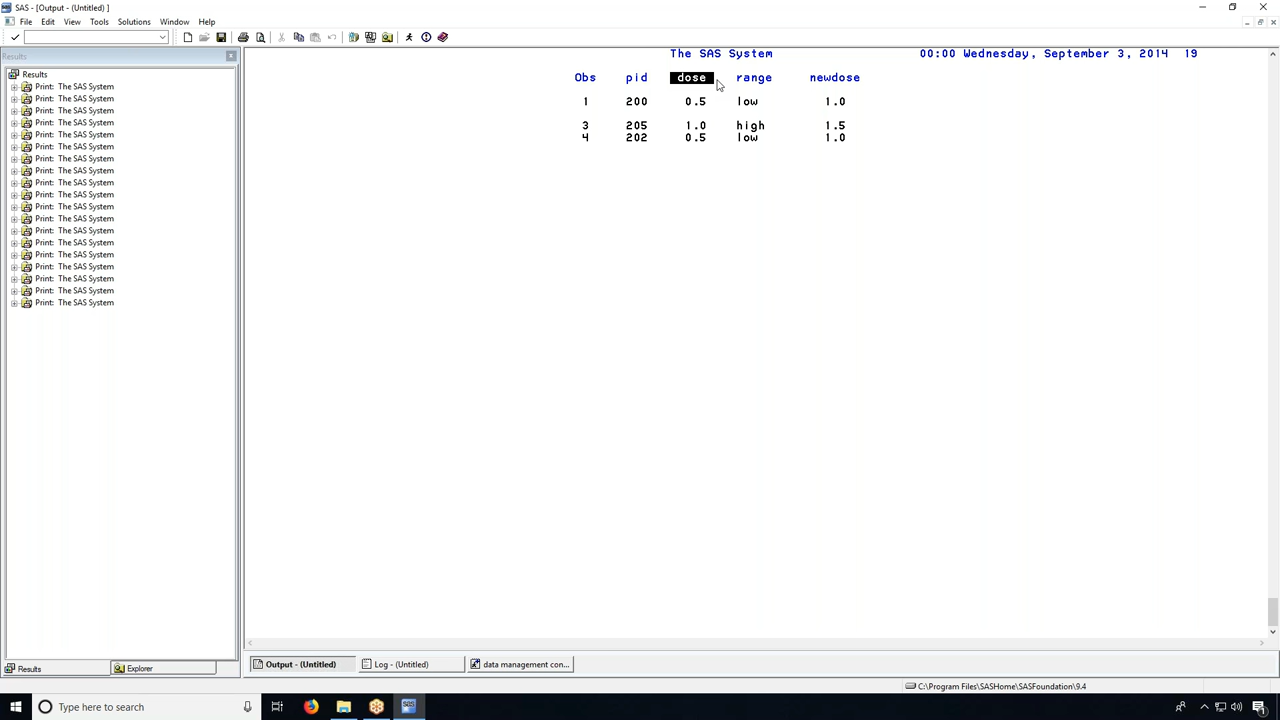 SAS - [Output - (Untitled) ]
File Edit View Tools Solutions Window Help
Results
The SAS System 00:00 Wednesday, September 3, 2014 19
Results
Obs pid dose range newdose
Print: The SAS System
Print: The SAS System
1 200 0.5 low 1.0
Print: The SAS System
Print: The SAS System
3 205 1.0 high 1.5
Print: The SAS System
4 202 0.5 low 1.0
Print: The SAS System
Print: The SAS System
Print: The SAS System
Print: The SAS System
Print: The SAS System
Print: The SAS System
Print: The SAS System
Print: The SAS System
Print: The SAS System
Print: The SAS System
Print: The SAS System
Print: The SAS System
Print: The SAS System
Print: The SAS System
Results Explorer
Output - (Untitled) Log - (Untitled) data management con...
C:\Program Files\SASHome\SASFoundation\9.4
Type here to search